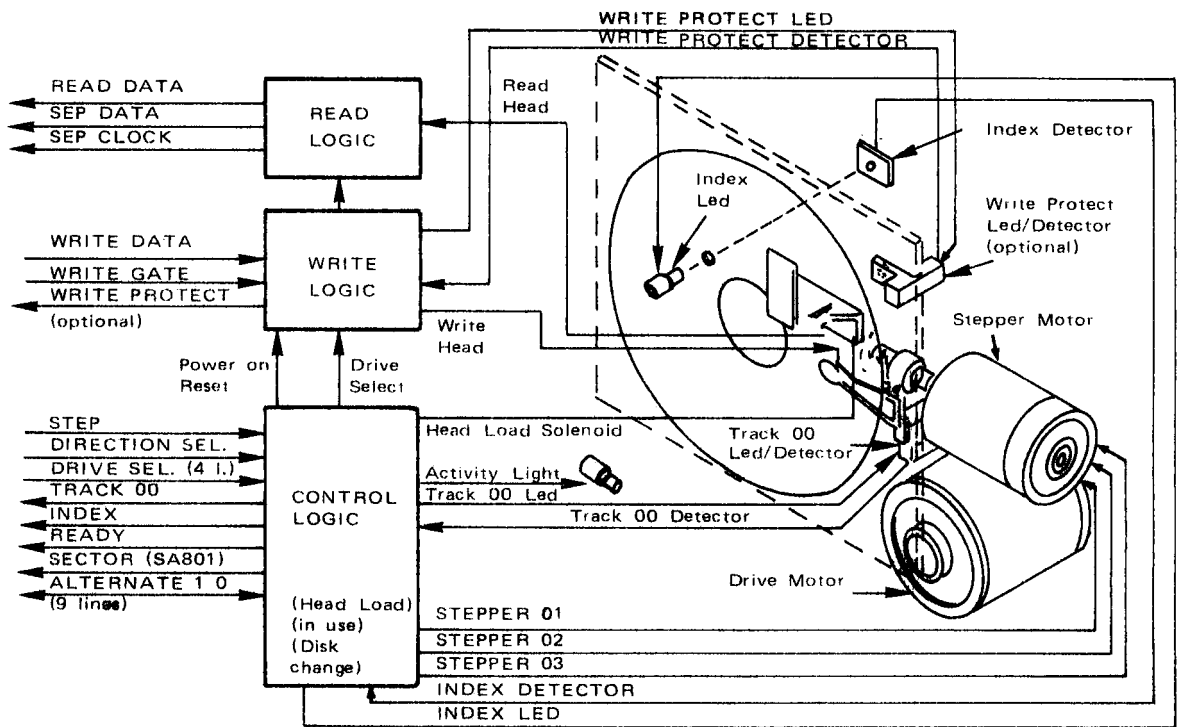 WRITE PROTECT LED
WRITE PROTECT DETECTOR
READ DATA
SEP DATA
SEP CLOCK
READ
LOGIC
Read
Head
Index Detector
Index
Led
Write Protect
Led/Detector
(optional)
WRITE DATA
WRITE GATE
WRITE PROTECT
(optional)
WRITE
LOGIC
Write
Head
Stepper Motor
Power on
Reset
Drive
Select
STEP
DIRECTION SEL.
DRIVE SEL. (4 l.)
TRACK 00
INDEX
READY
SECTOR (SA801)
ALTERNATE 1 0
(9 lines)
CONTROL
LOGIC
(Head Load)
(in use)
(Disk
change)
Head Load Solenoid
Activity Light
Track 00 Led
Track 00 Detector
Track 00
Led/Detector
Drive Motor
STEPPER 01
STEPPER 02
STEPPER 03
INDEX DETECTOR
INDEX LED